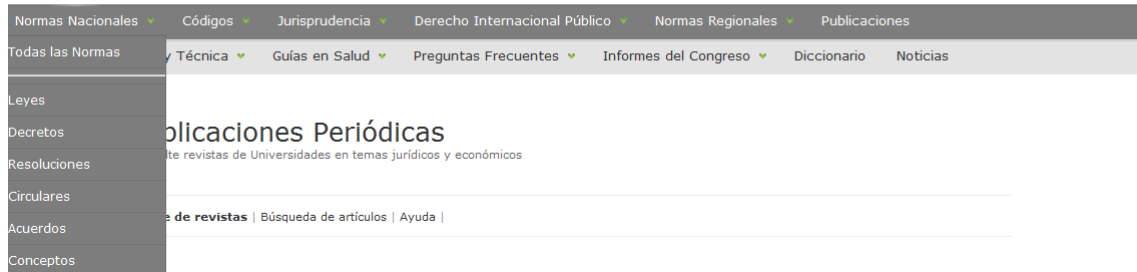 Normas Nacionales Códigos Jurisprudencia Derecho Internacional Público Normas Regionales Publicaciones
Todas las Normas
y Técnica Guías en Salud Preguntas Frecuentes Informes del Congreso Diccionario Noticias
Leyes
Decretos
Resoluciones
Circulares
Acuerdos
Conceptos
blicaciones Periódicas
lte revistas de Universidades en temas jurídicos y económicos
e de revistas | Búsqueda de artículos | Ayuda |